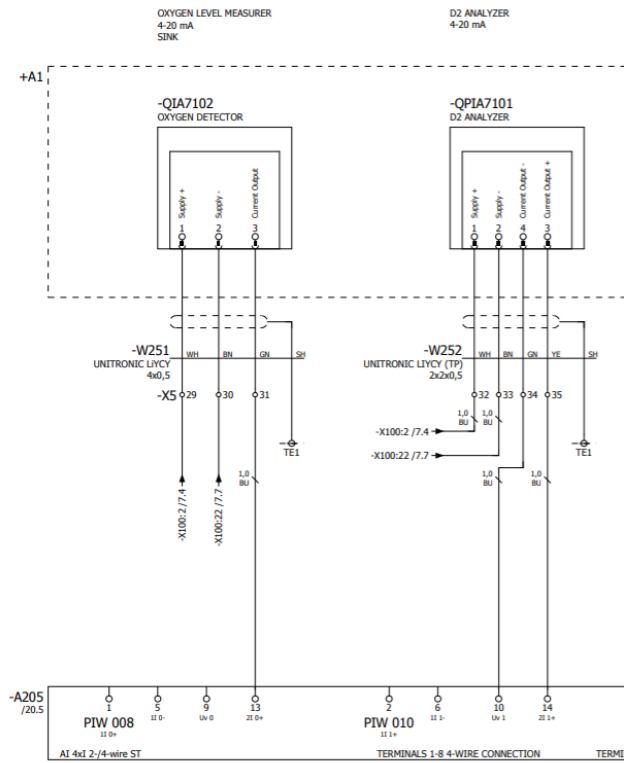 OXYGEN LEVEL MEASURER
4-20 mA
SINK
D2 ANALYZER
4-20 mA
+A1
-QIA7102
OXYGEN DETECTOR
-QPIA7101
D2 ANALYZER
Supply +
Supply -
Current Output
1
2
3
Supply +
Supply -
Current Output -
Current Output +
1
2
4
3
-W251
UNITRONIC LiYCY
4x0,5
WH
BN
GN
SH
-W252
UNITRONIC LiYCY (TP)
2x2x0,5
WH
BN
GN
YE
SH
-X5
29
30
31
32
33
34
35
1,0
BU
1,0
BU
-X100:2 /7.4
-X100:22 /7.7
TE1
TE1
1,0
BU
1,0
BU
1,0
BU
-X100:2 /7.4
-X100:22 /7.7
-A205
/20.5
1
5
9
13
2
6
10
14
PIW 008
1I 0+
1I 0-
Uv 0
2I 0+
PIW 010
1I 1+
1I 1-
Uv 1
2I 1+
AI 4xI 2-/4-wire ST
TERMINALS 1-8 4-WIRE CONNECTION
TERMI